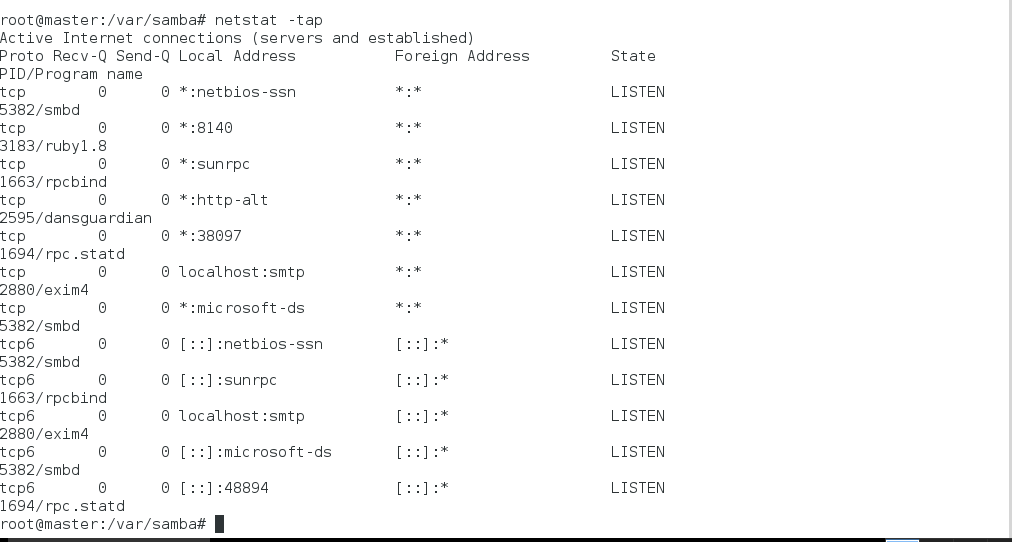 root@master:/var/samba# netstat -tap
Active Internet connections (servers and established)
Proto Recv-Q Send-Q Local Address           Foreign Address         State
PID/Program name
tcp        0      0 *:netbios-ssn           *:*                     LISTEN
5382/smbd
tcp        0      0 *:8140                  *:*                     LISTEN
3183/ruby1.8
tcp        0      0 *:sunrpc                *:*                     LISTEN
1663/rpcbind
tcp        0      0 *:http-alt              *:*                     LISTEN
2595/dansguardian
tcp        0      0 *:38097                 *:*                     LISTEN
1694/rpc.statd
tcp        0      0 localhost:smtp          *:*                     LISTEN
2880/exim4
tcp        0      0 *:microsoft-ds          *:*                     LISTEN
5382/smbd
tcp6       0      0 [::]:netbios-ssn        [::]:*                  LISTEN
5382/smbd
tcp6       0      0 [::]:sunrpc             [::]:*                  LISTEN
1663/rpcbind
tcp6       0      0 localhost:smtp          [::]:*                  LISTEN
2880/exim4
tcp6       0      0 [::]:microsoft-ds       [::]:*                  LISTEN
5382/smbd
tcp6       0      0 [::]:48894              [::]:*                  LISTEN
1694/rpc.statd
root@master:/var/samba#